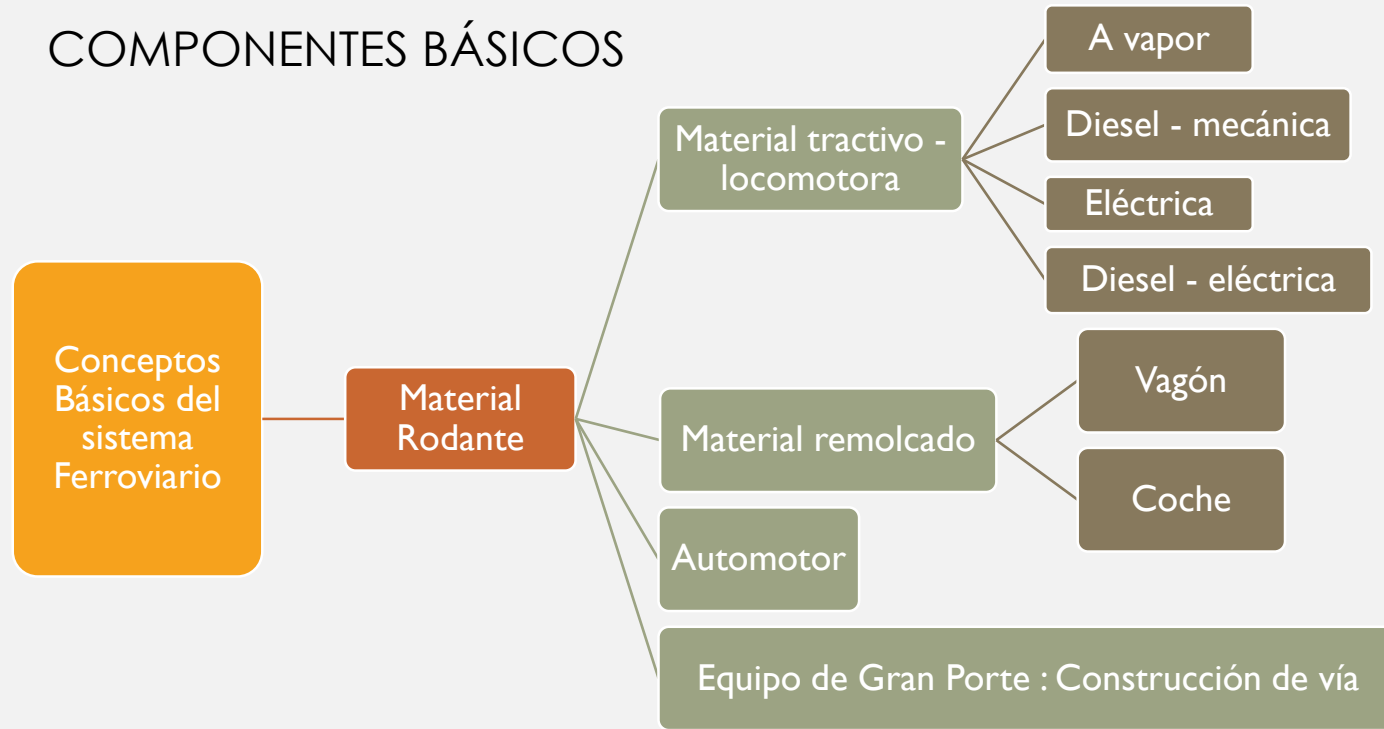 COMPONENTES BÁSICOS
Conceptos
Básicos del
sistema
Ferroviario
Material
Rodante
Material tractivo -
locomotora
A vapor
Diesel - mecánica
Eléctrica
Diesel - eléctrica
Material remolcado
Vagón
Coche
Automotor
Equipo de Gran Porte : Construcción de vía